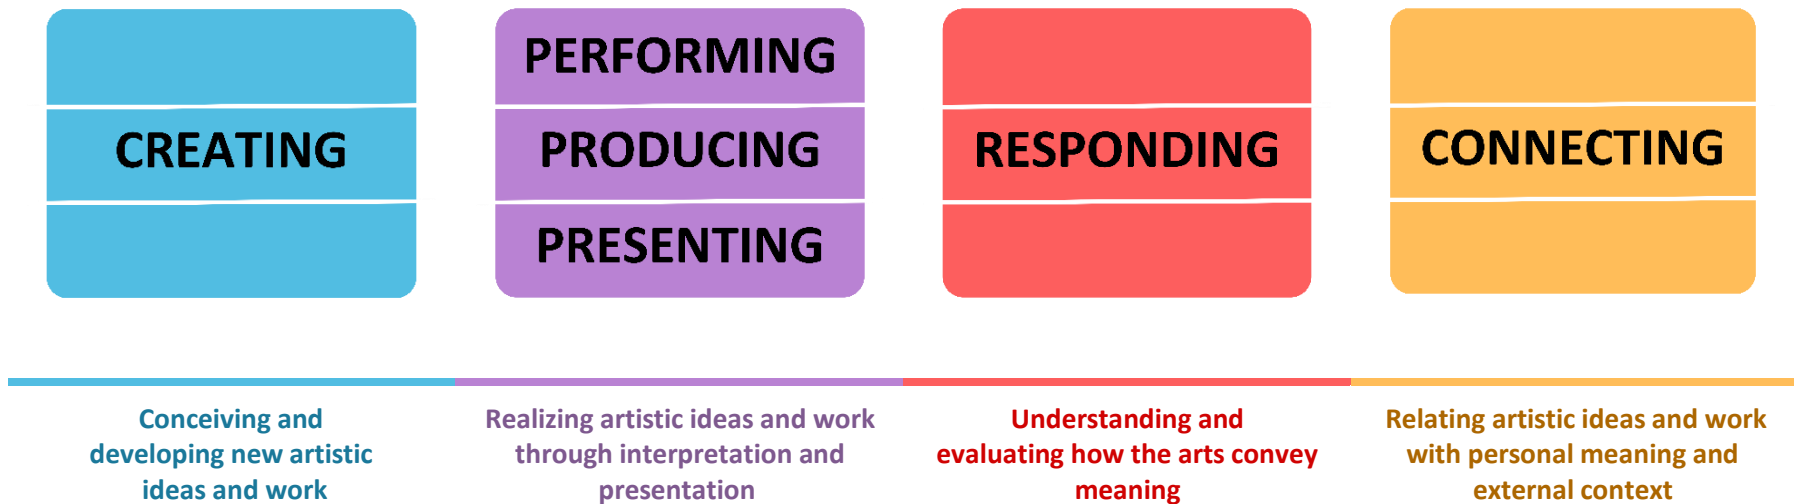 CREATING
PERFORMING
PRODUCING
PRESENTING
RESPONDING
CONNECTING
Conceiving and
developing new artistic
ideas and work
Realizing artistic ideas and work
through interpretation and
presentation
Understanding and
evaluating how the arts convey
meaning
Relating artistic ideas and work
with personal meaning and
external context